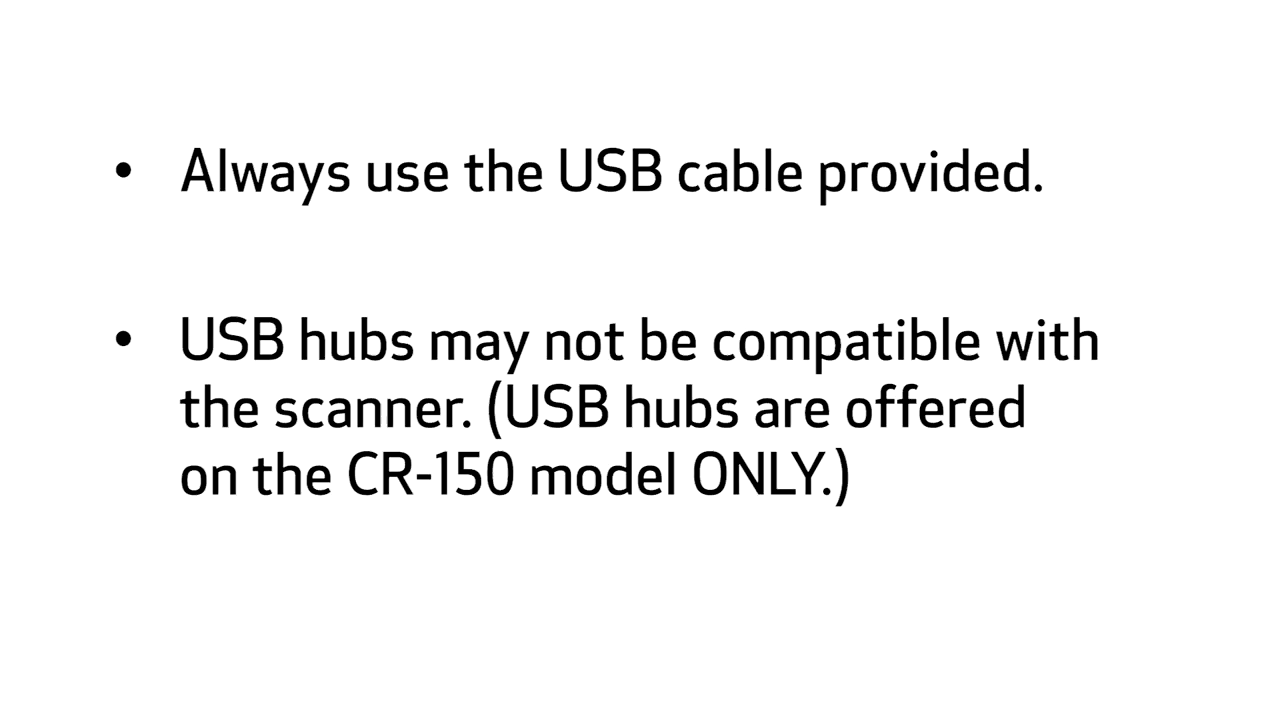 • Always use the USB cable provided.
• USB hubs may not be compatible with
the scanner. (USB hubs are offered
on the CR-150 model ONLY.)